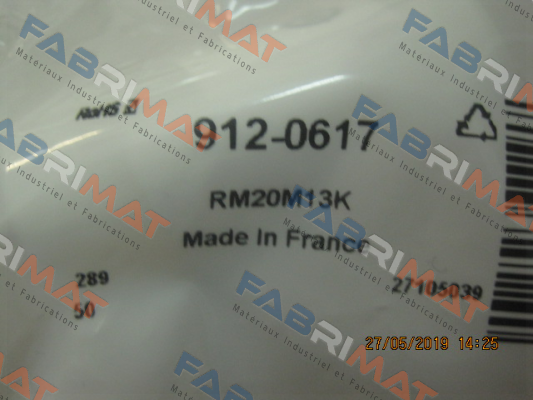 RoHS
912-0617
RM20M13K
Made In France
289
50
27105039
27/05/2019 14:25
FABRIMAT
Materiaux Industriel et Fabrications